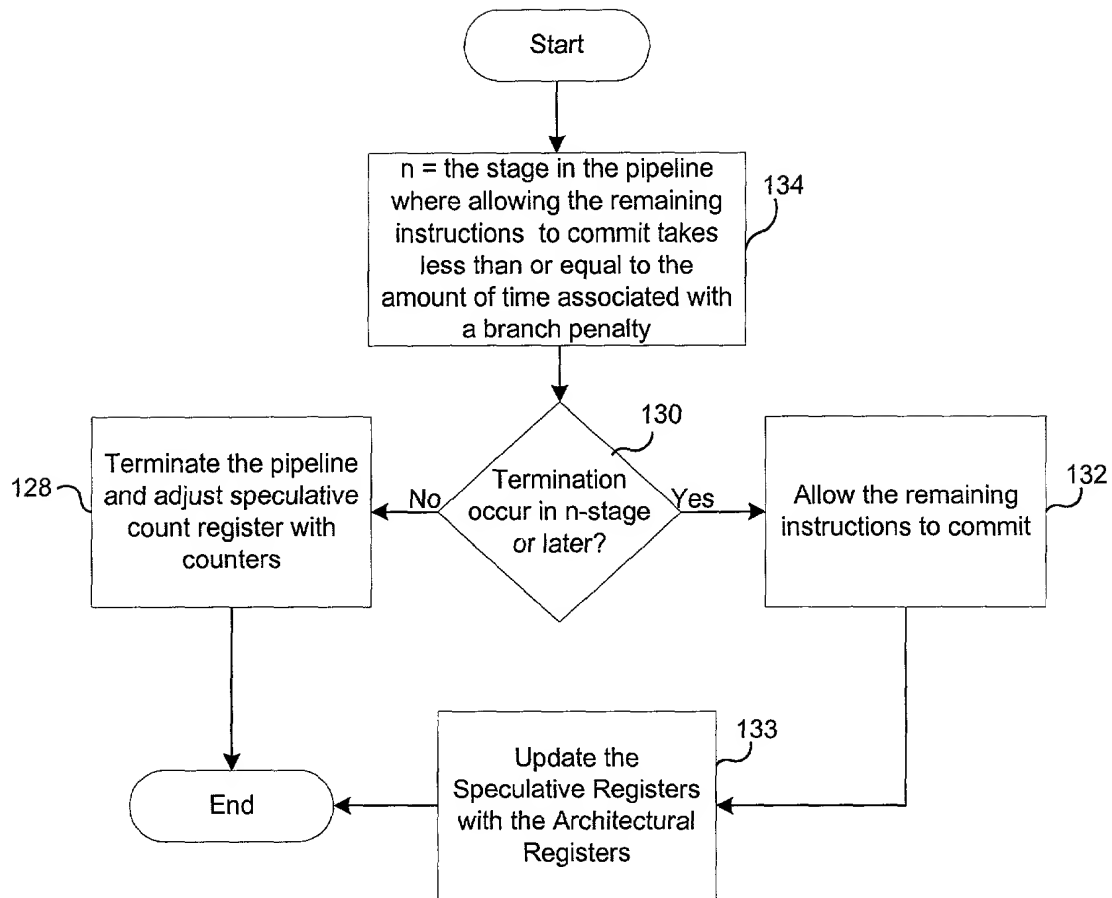 Start
n = the stage in the pipeline
where allowing the remaining
instructions to commit takes
less than or equal to the
amount of time associated with
a branch penalty
134
130
Termination
occur in n-stage
or later?
No
Yes
128
Terminate the pipeline
and adjust speculative
count register with
counters
Allow the remaining
instructions to commit
132
133
Update the
Speculative Registers
with the Architectural
Registers
End